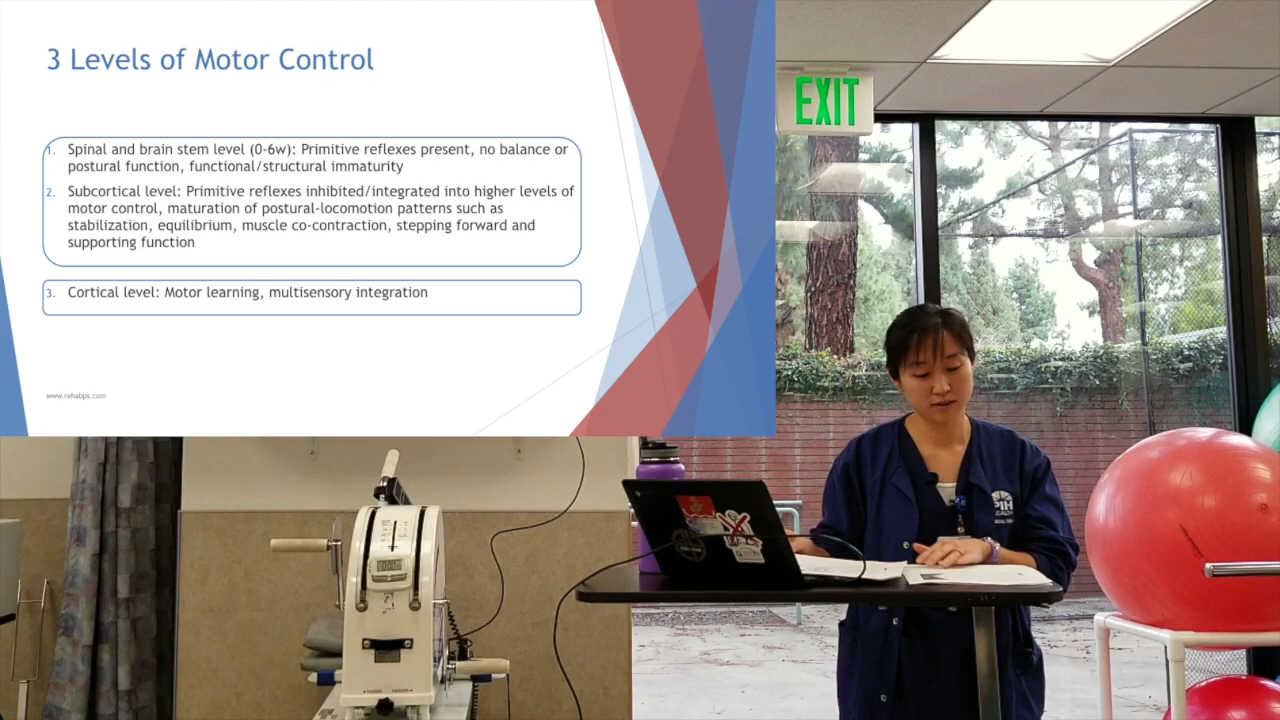 3 Levels of Motor Control
1. Spinal and brain stem level (0-6w): Primitive reflexes present, no balance or
postural function, functional/structural immaturity
2. Subcortical level: Primitive reflexes inhibited/integrated into higher levels of
motor control, maturation of postural-locomotion patterns such as
stabilization, equilibrium, muscle co-contraction, stepping forward and
supporting function
3. Cortical level: Motor learning, multisensory integration
www.rehabps.com
EXIT
PIH